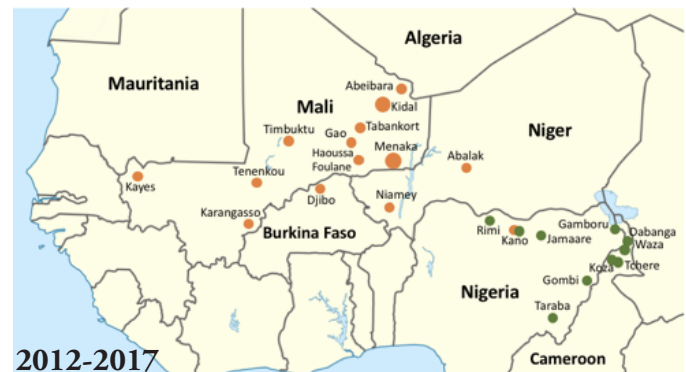 Algeria
Mauritania
Abeibara
Kidal
Mali
Timbuktu
Gao
Tabankort
Niger
Haoussa
Foulane
Menaka
Abalak
Kayes
Tenenkou
Djibo
Niamey
Karangasso
Burkina Faso
Rimi
Kano
Jamaare
Gamboru
Dabanga
Waza
Koza
Tchere
Gombi
Nigeria
Taraba
2012-2017
Cameroon